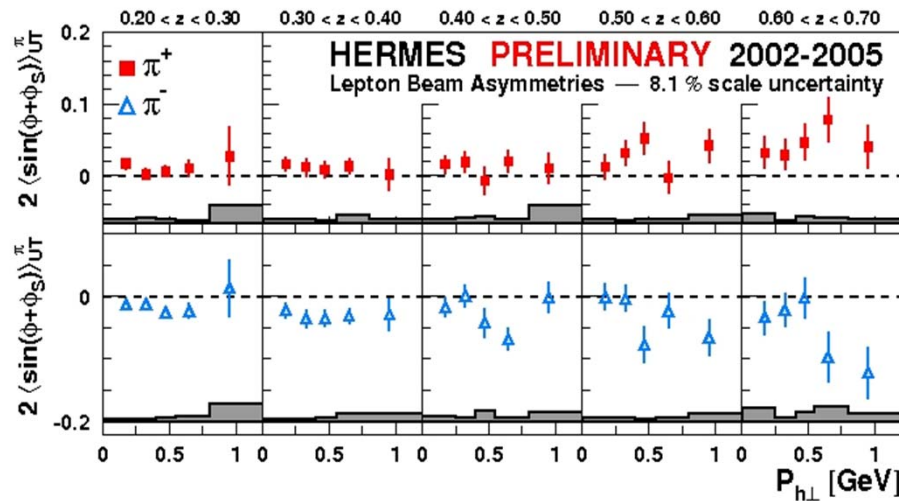 0.20 < z < 0.30 0.30 < z < 0.40 0.40 < z < 0.50 0.50 < z < 0.60 0.60 < z < 0.70
HERMES PRELIMINARY 2002-2005
Lepton Beam Asymmetries — 8.1 % scale uncertainty
π+
π-
2 ⟨sin(ϕ+ϕS)⟩πUT
0.2
0.1
0
2 ⟨sin(ϕ+ϕS)⟩πUT
0
-0.2
0 0.5 1 0 0.5 1 0 0.5 1 0 0.5 1 0 0.5 1
Ph⊥ [GeV]